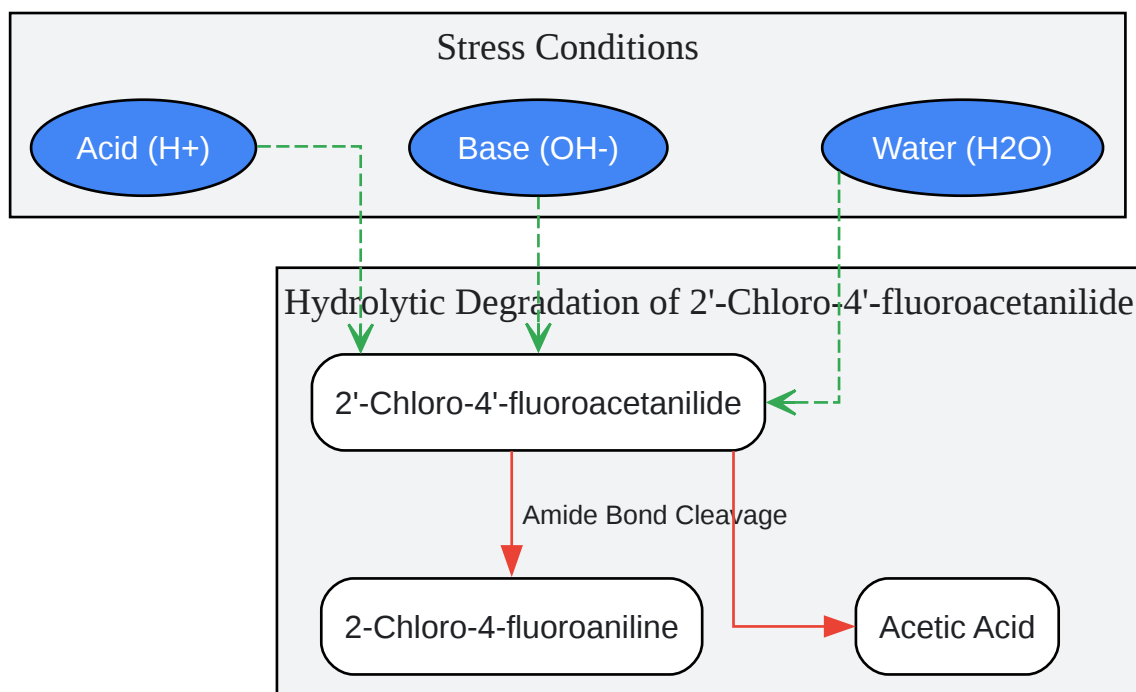 Stress Conditions
Acid (H+)
Base (OH-)
Water (H2O)
Hydrolytic Degradation of 2'-Chloro-4'-fluoroacetanilide
2'-Chloro-4'-fluoroacetanilide
Amide Bond Cleavage
2-Chloro-4-fluoroaniline
Acetic Acid